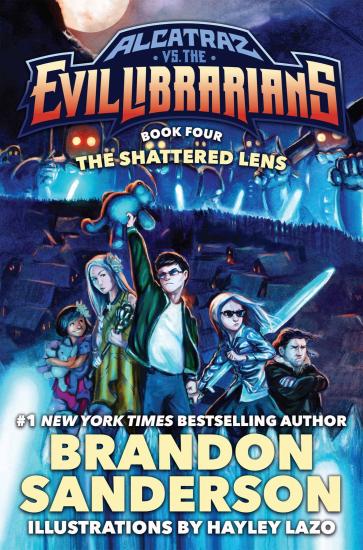 ALCATRAZ
• VS. THE •
EVIL LIBRARIANS
BOOK FOUR
THE SHATTERED LENS
#1 NEW YORK TIMES BESTSELLING AUTHOR
BRANDON
SANDERSON
ILLUSTRATIONS BY HAYLEY LAZO